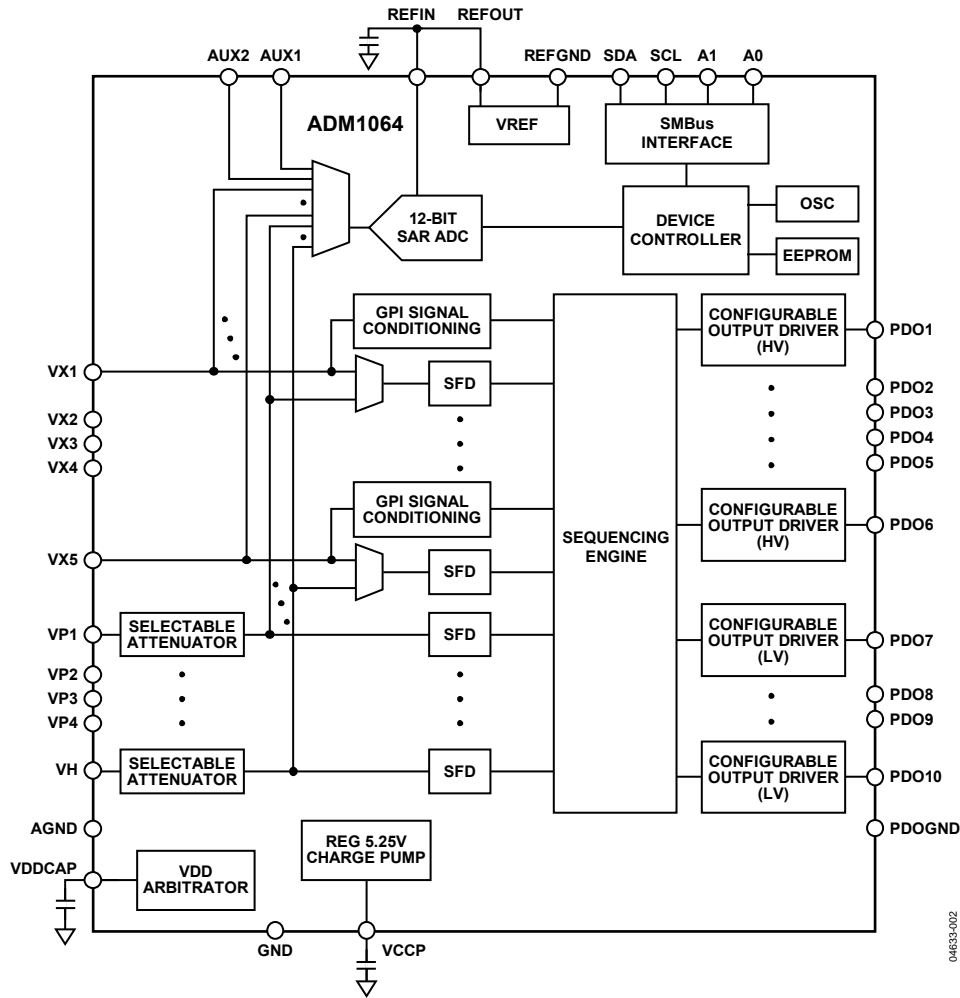 REFIN REFOUT
AUX2 AUX1
REFGND SDA SCL A1 A0
ADM1064
VREF
SMBus
INTERFACE
12-BIT
SAR ADC
DEVICE
CONTROLLER
OSC
EEPROM
GPI SIGNAL
CONDITIONING
CONFIGURABLE
OUTPUT DRIVER
(HV)
PDO1
VX1
SFD
PDO2
VX2
PDO3
VX3
PDO4
VX4
PDO5
GPI SIGNAL
CONDITIONING
CONFIGURABLE
OUTPUT DRIVER
(HV)
PDO6
SEQUENCING
ENGINE
VX5
SFD
VP1
SELECTABLE
ATTENUATOR
SFD
CONFIGURABLE
OUTPUT DRIVER
(LV)
PDO7
VP2
PDO8
VP3
PDO9
VP4
VH
SELECTABLE
ATTENUATOR
SFD
CONFIGURABLE
OUTPUT DRIVER
(LV)
PDO10
AGND
PDOGND
REG 5.25V
CHARGE PUMP
VDDCAP
VDD
ARBITRATOR
GND
VCCP
04633-002